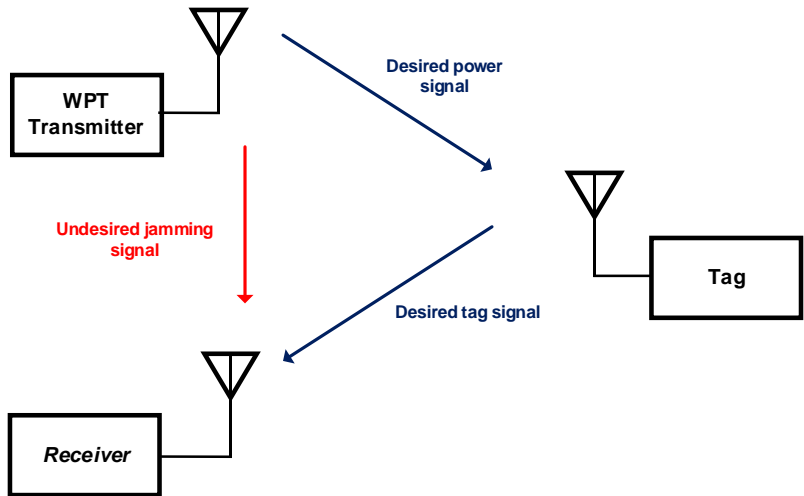 WPT
Transmitter
Desired power
signal
Undesired jamming
signal
Tag
Desired tag signal
Receiver